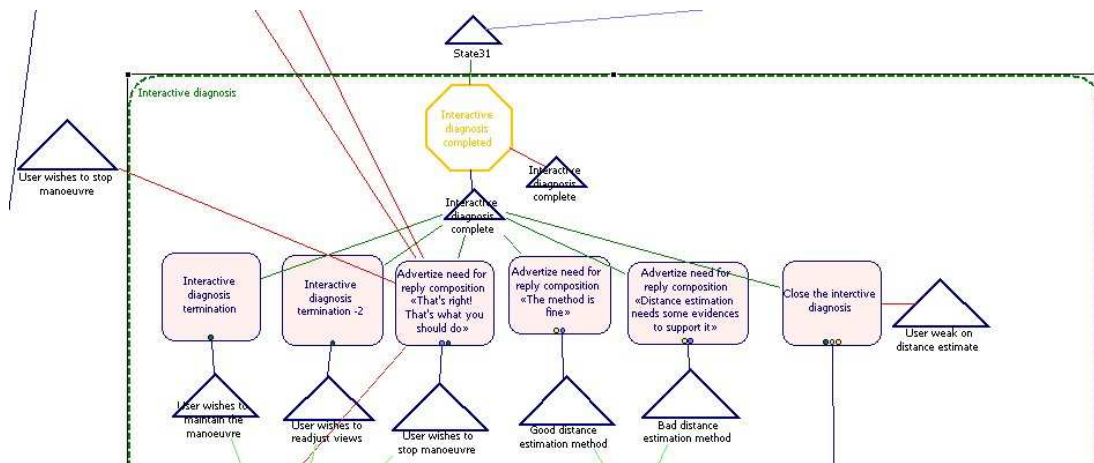 State31
Interactive diagnosis
Interactive
diagnosis
completed
User wishes to stop
manoeuvre
Interactive
diagnosis
complete
Interactive
diagnosis
complete
Interactive
diagnosis
termination
Interactive
diagnosis
termination -2
Advertize need for
reply composition
«That's right!
That's what you
should do»
Advertize need for
reply composition
«The method is
fine»
Advertize need for
reply composition
«Distance estimation
needs some evidences
to support it»
Close the interctive
diagnosis
User weak on
distance estimate
User wishes to
maintain the
manoeuvre
User wishes to
readjust views
User wishes to
stop manoeuvre
Good distance
estimation method
Bad distance
estimation method